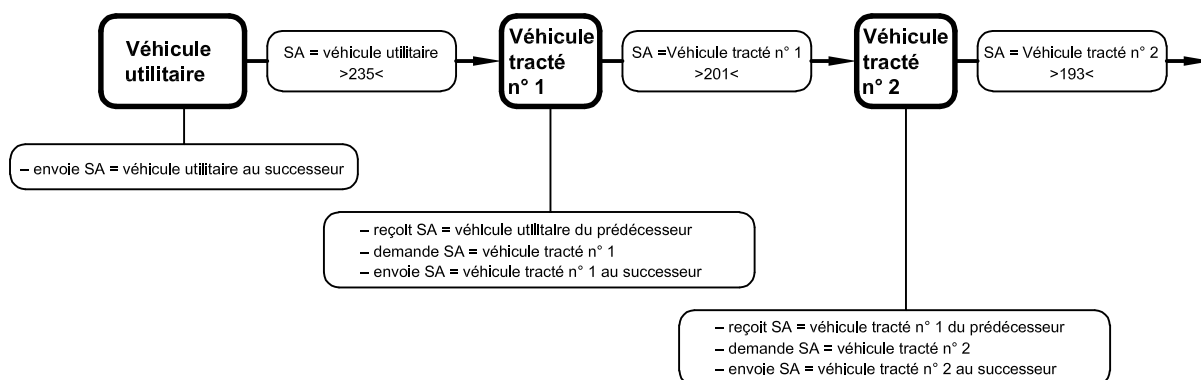 Véhicule
utilitaire
SA = véhicule utilitaire
>235<
Véhicule
tracté
n° 1
SA =Véhicule tracté n° 1
>201<
Véhicule
tracté
n° 2
SA = Véhicule tracté n° 2
>193<
– envoie SA = véhicule utilitaire au successeur
– reçoit SA = véhicule utilitaire du prédécesseur
– demande SA = véhicule tracté n° 1
– envoie SA = véhicule tracté n° 1 au successeur
– reçoit SA = véhicule tracté n° 1 du prédécesseur
– demande SA = véhicule tracté n° 2
– envoie SA = véhicule tracté n° 2 au successeur